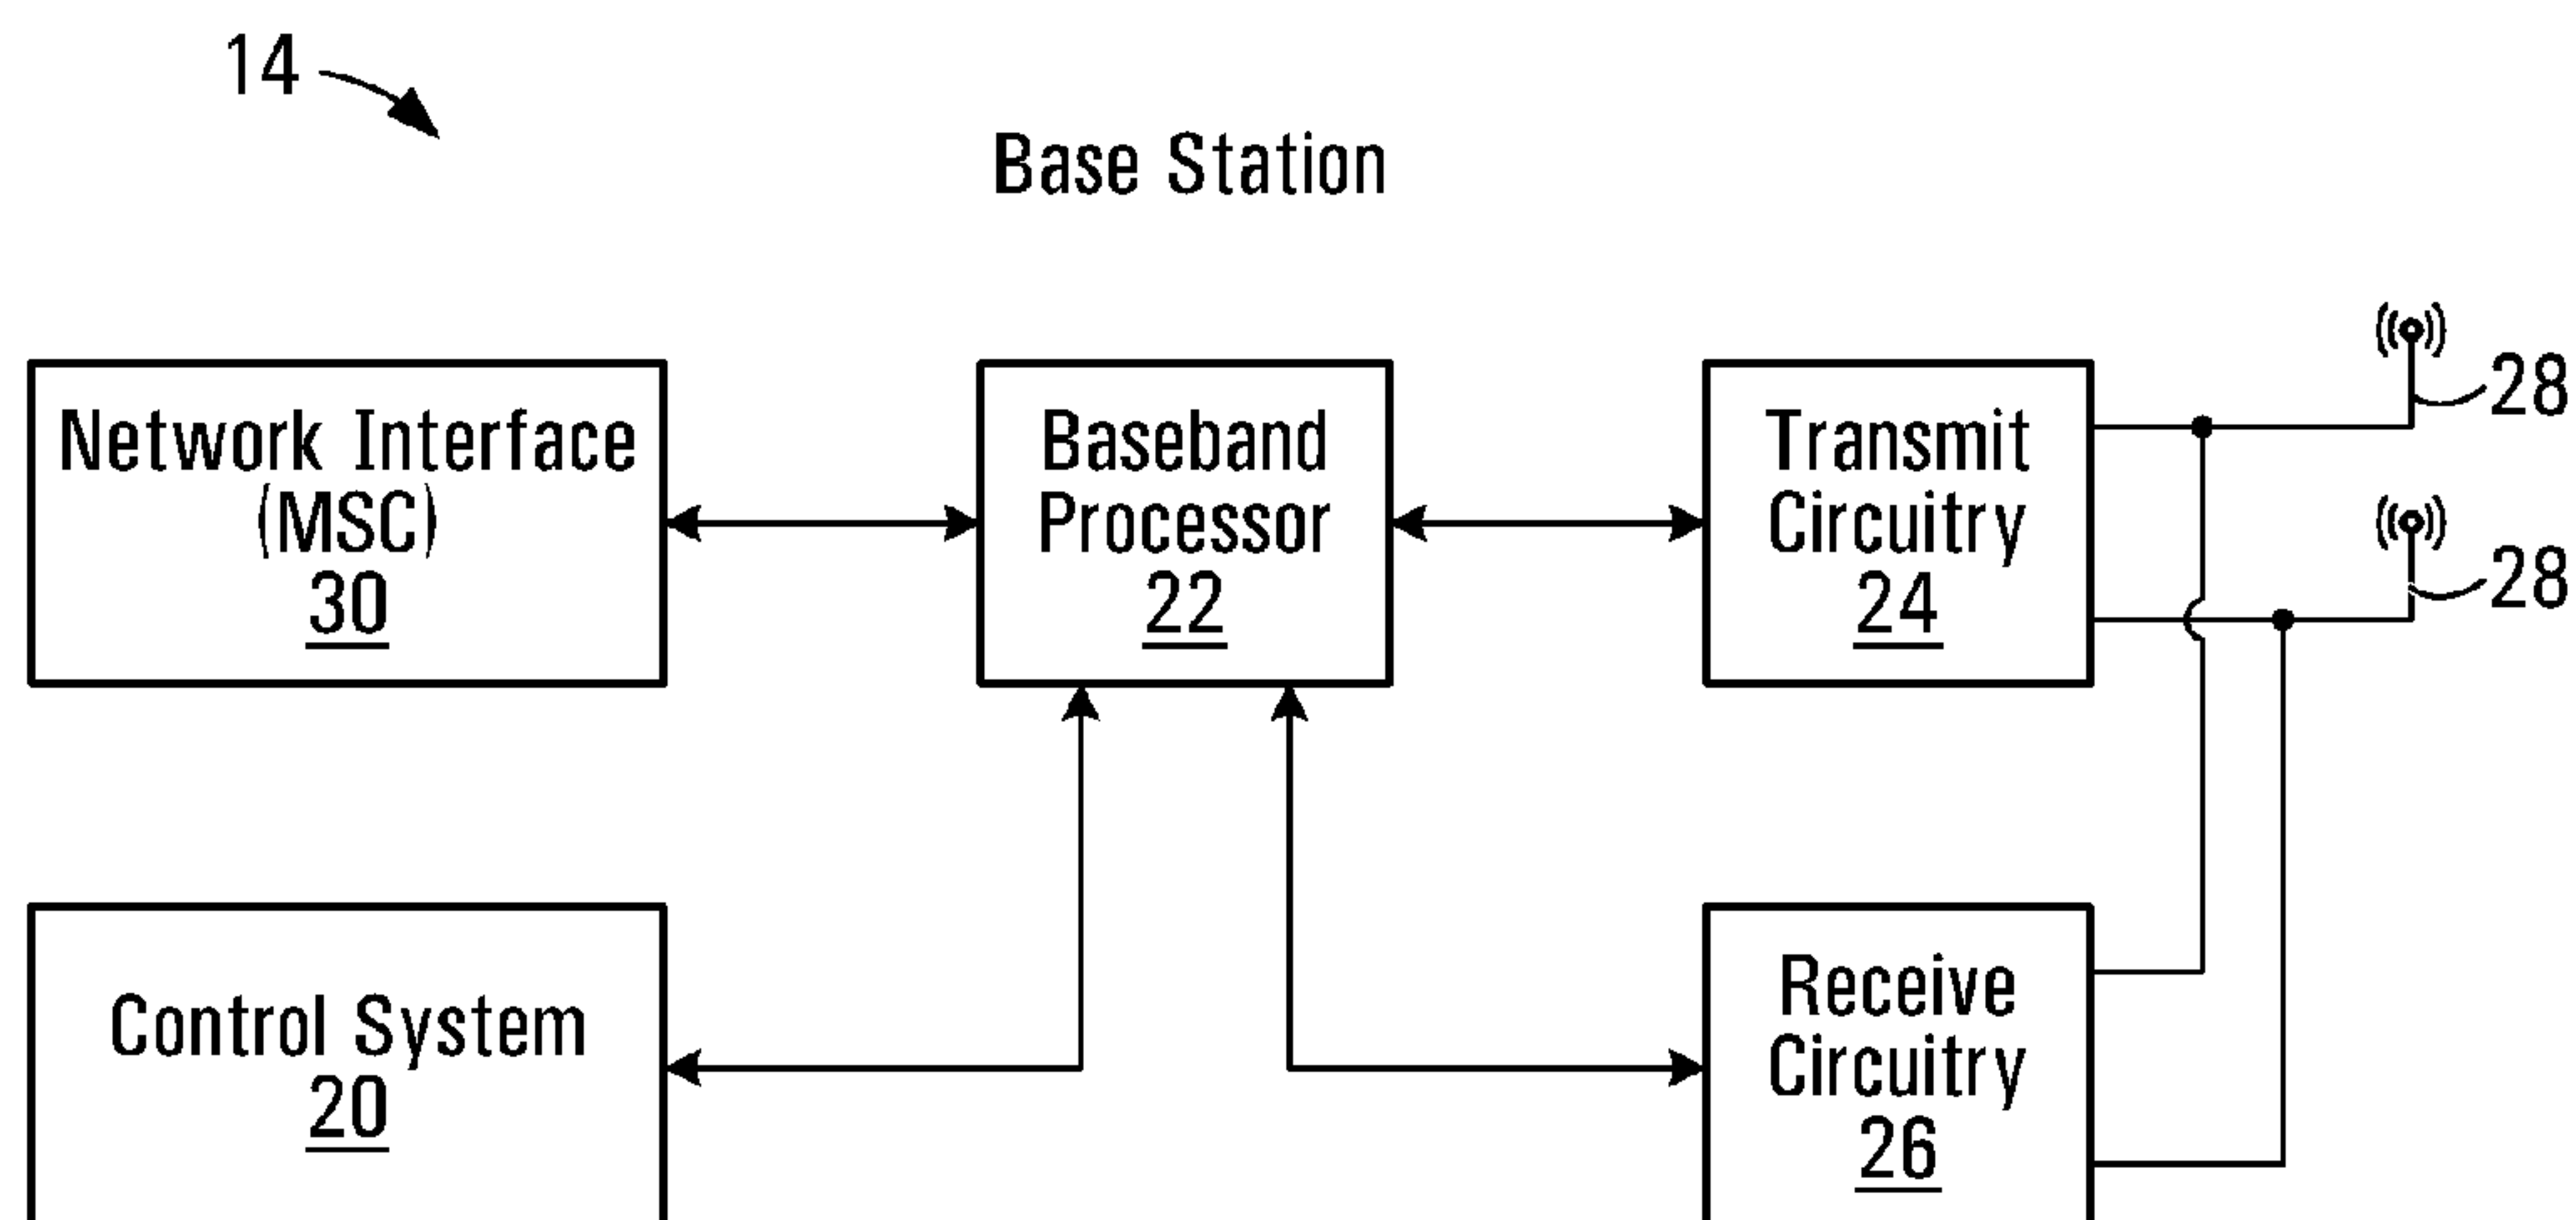 14
Base Station
Network Interface
(MSC)
30
Baseband
Processor
22
Transmit
Circuitry
24
28
28
Control System
20
Receive
Circuitry
26